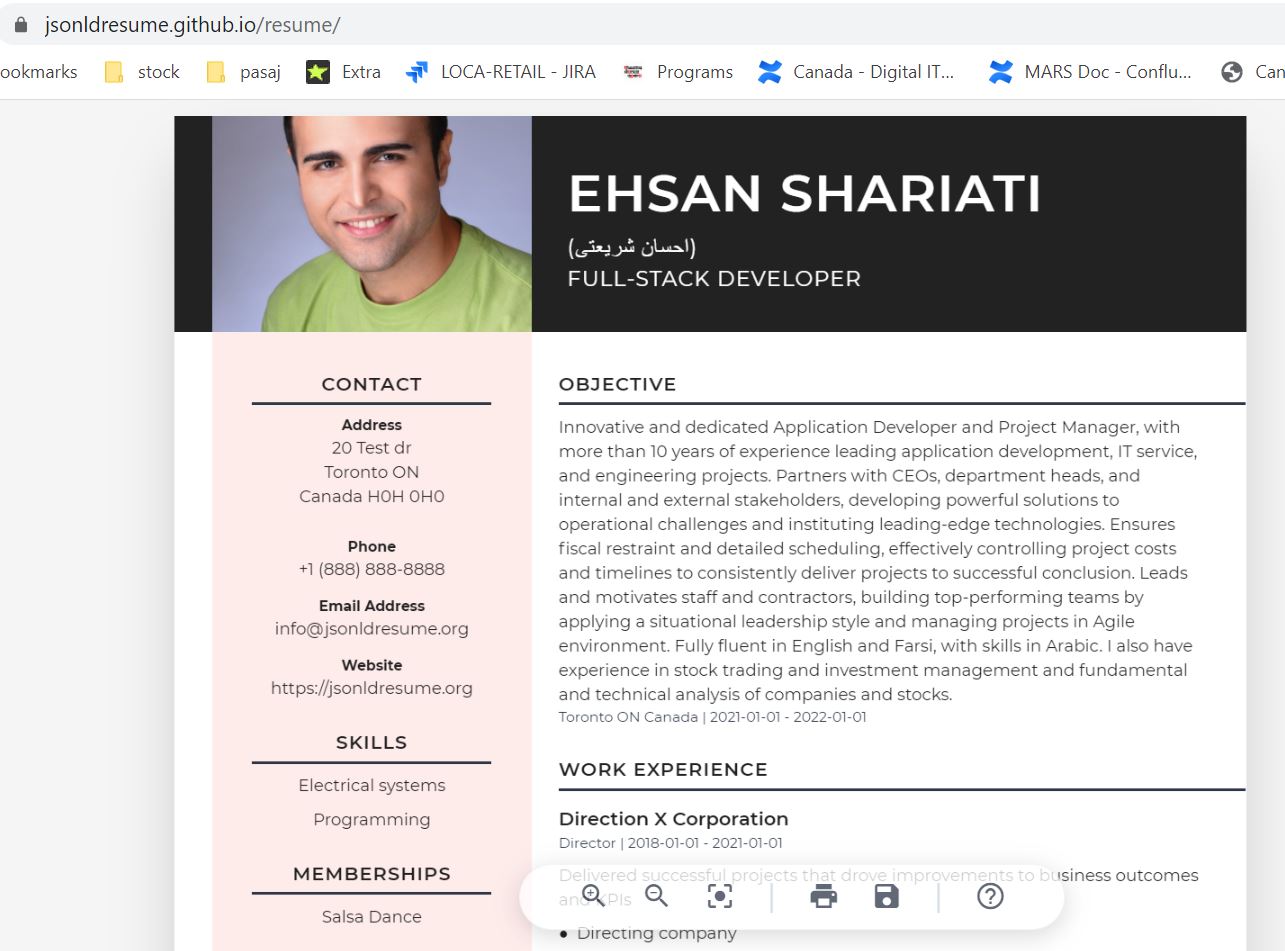 jsonldresume.github.io/resume/
ookmarks
stock
pasaj
Extra
LOCA-RETAIL - JIRA
Programs
Canada - Digital IT...
MARS Doc - Conflu...
Can
EHSAN SHARIATI
(احسان شریعتی)
FULL-STACK DEVELOPER
CONTACT
Address
20 Test dr
Toronto ON
Canada H0H 0H0
Phone
+1 (888) 888-8888
Email Address
info@jsonldresume.org
Website
https://jsonldresume.org
SKILLS
Electrical systems
Programming
MEMBERSHIPS
Salsa Dance
OBJECTIVE
Innovative and dedicated Application Developer and Project Manager, with
more than 10 years of experience leading application development, IT service,
and engineering projects. Partners with CEOs, department heads, and
internal and external stakeholders, developing powerful solutions to
operational challenges and instituting leading-edge technologies. Ensures
fiscal restraint and detailed scheduling, effectively controlling project costs
and timelines to consistently deliver projects to successful conclusion. Leads
and motivates staff and contractors, building top-performing teams by
applying a situational leadership style and managing projects in Agile
environment. Fully fluent in English and Farsi, with skills in Arabic. I also have
experience in stock trading and investment management and fundamental
and technical analysis of companies and stocks.
Toronto ON Canada | 2021-01-01 - 2022-01-01
WORK EXPERIENCE
Direction X Corporation
Director | 2018-01-01 - 2021-01-01
Delivered successful projects that drove improvements to business outcomes
and KPIs
● Directing company